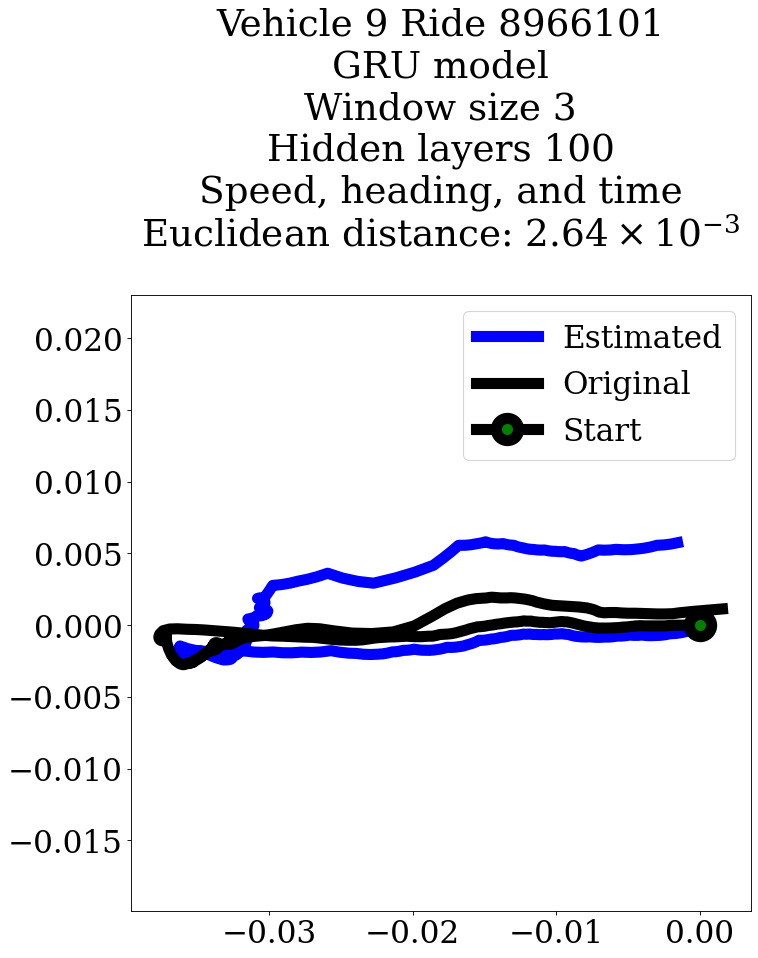 Vehicle 9 Ride 8966101
GRU model
Window size 3
Hidden layers 100
Speed, heading, and time
Euclidean distance: 2.64 × 10⁻³
Estimated
Original
Start
0.020
0.015
0.010
0.005
0.000
−0.005
−0.010
−0.015
−0.03 −0.02 −0.01 0.00